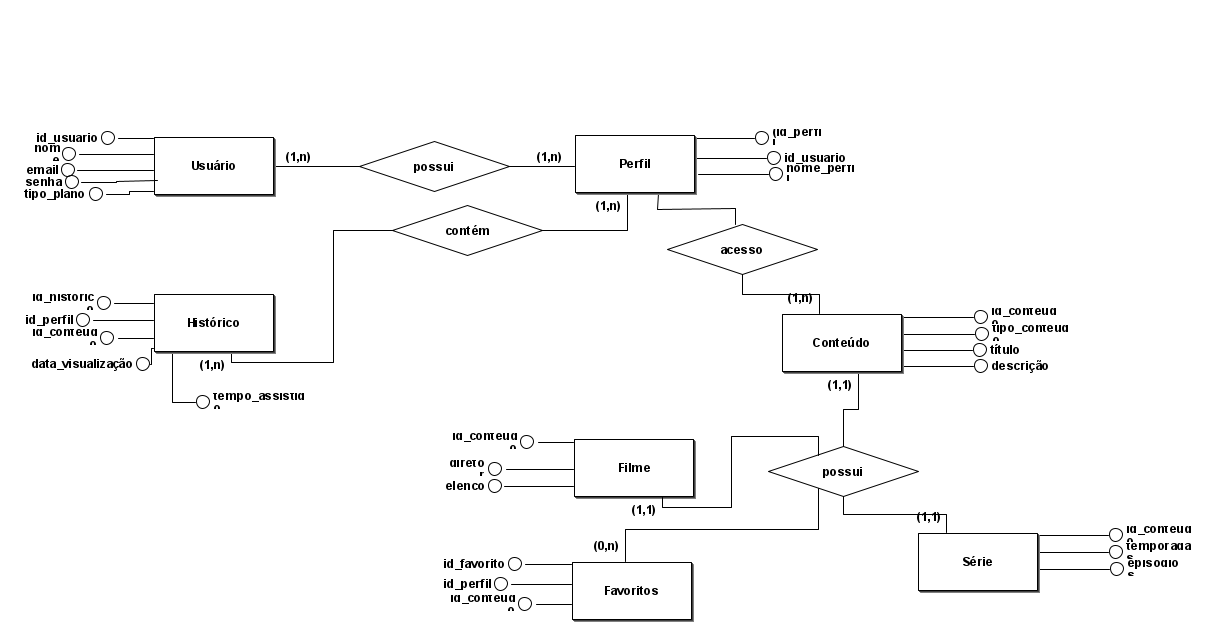 id_usuario
nome
email
senha
tipo_plano
Usuário
(1,n)
possui
(1,n)
Perfil
id_perfil
id_usuario
nome_perfil
(1,n)
contém
acesso
(1,n)
id_histórico
id_perfil
id_conteudo
data_visualização
Histórico
(1,n)
tempo_assistido
Conteúdo
id_conteudo
tipo_conteudo
título
descrição
(1,1)
id_conteudo
diretor
elenco
Filme
(1,1)
possui
(1,1)
Série
id_conteudo
temporadas
episodios
(0,n)
id_favorito
id_perfil
id_conteudo
Favoritos